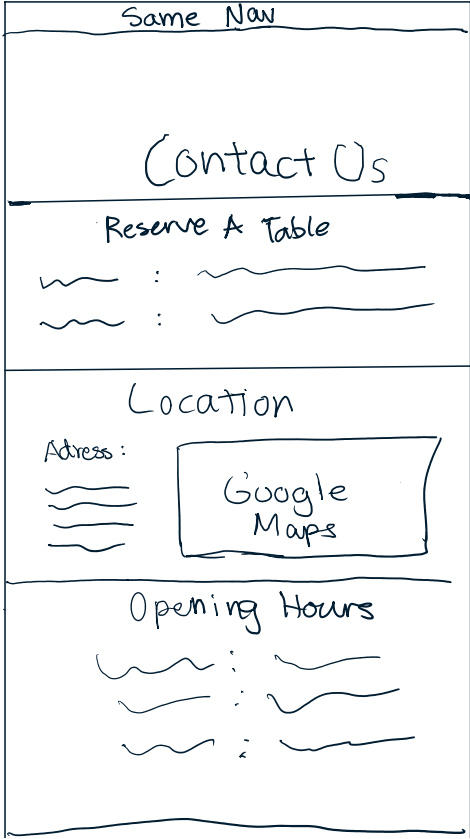 Same Nav
Contact Us
Reserve A Table
:
:
Location
Adress:
Google
Maps
Opening Hours
:
:
: